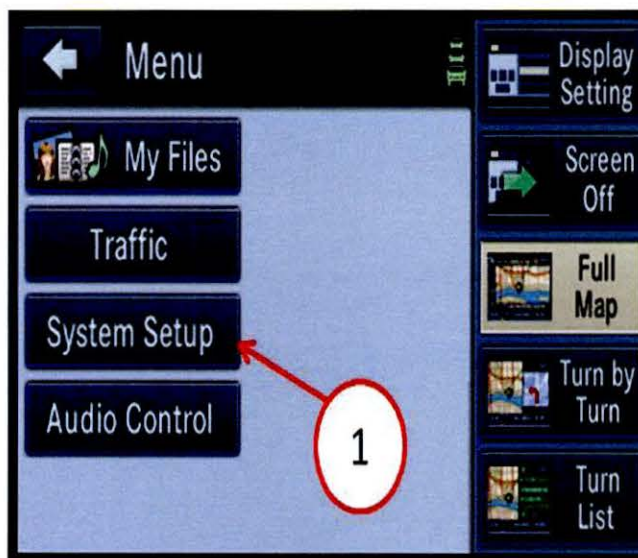 Menu
My Files
Traffic
System Setup
Audio Control
1
Display
Setting
Screen
Off
Full
Map
Turn by
Turn
Turn
List